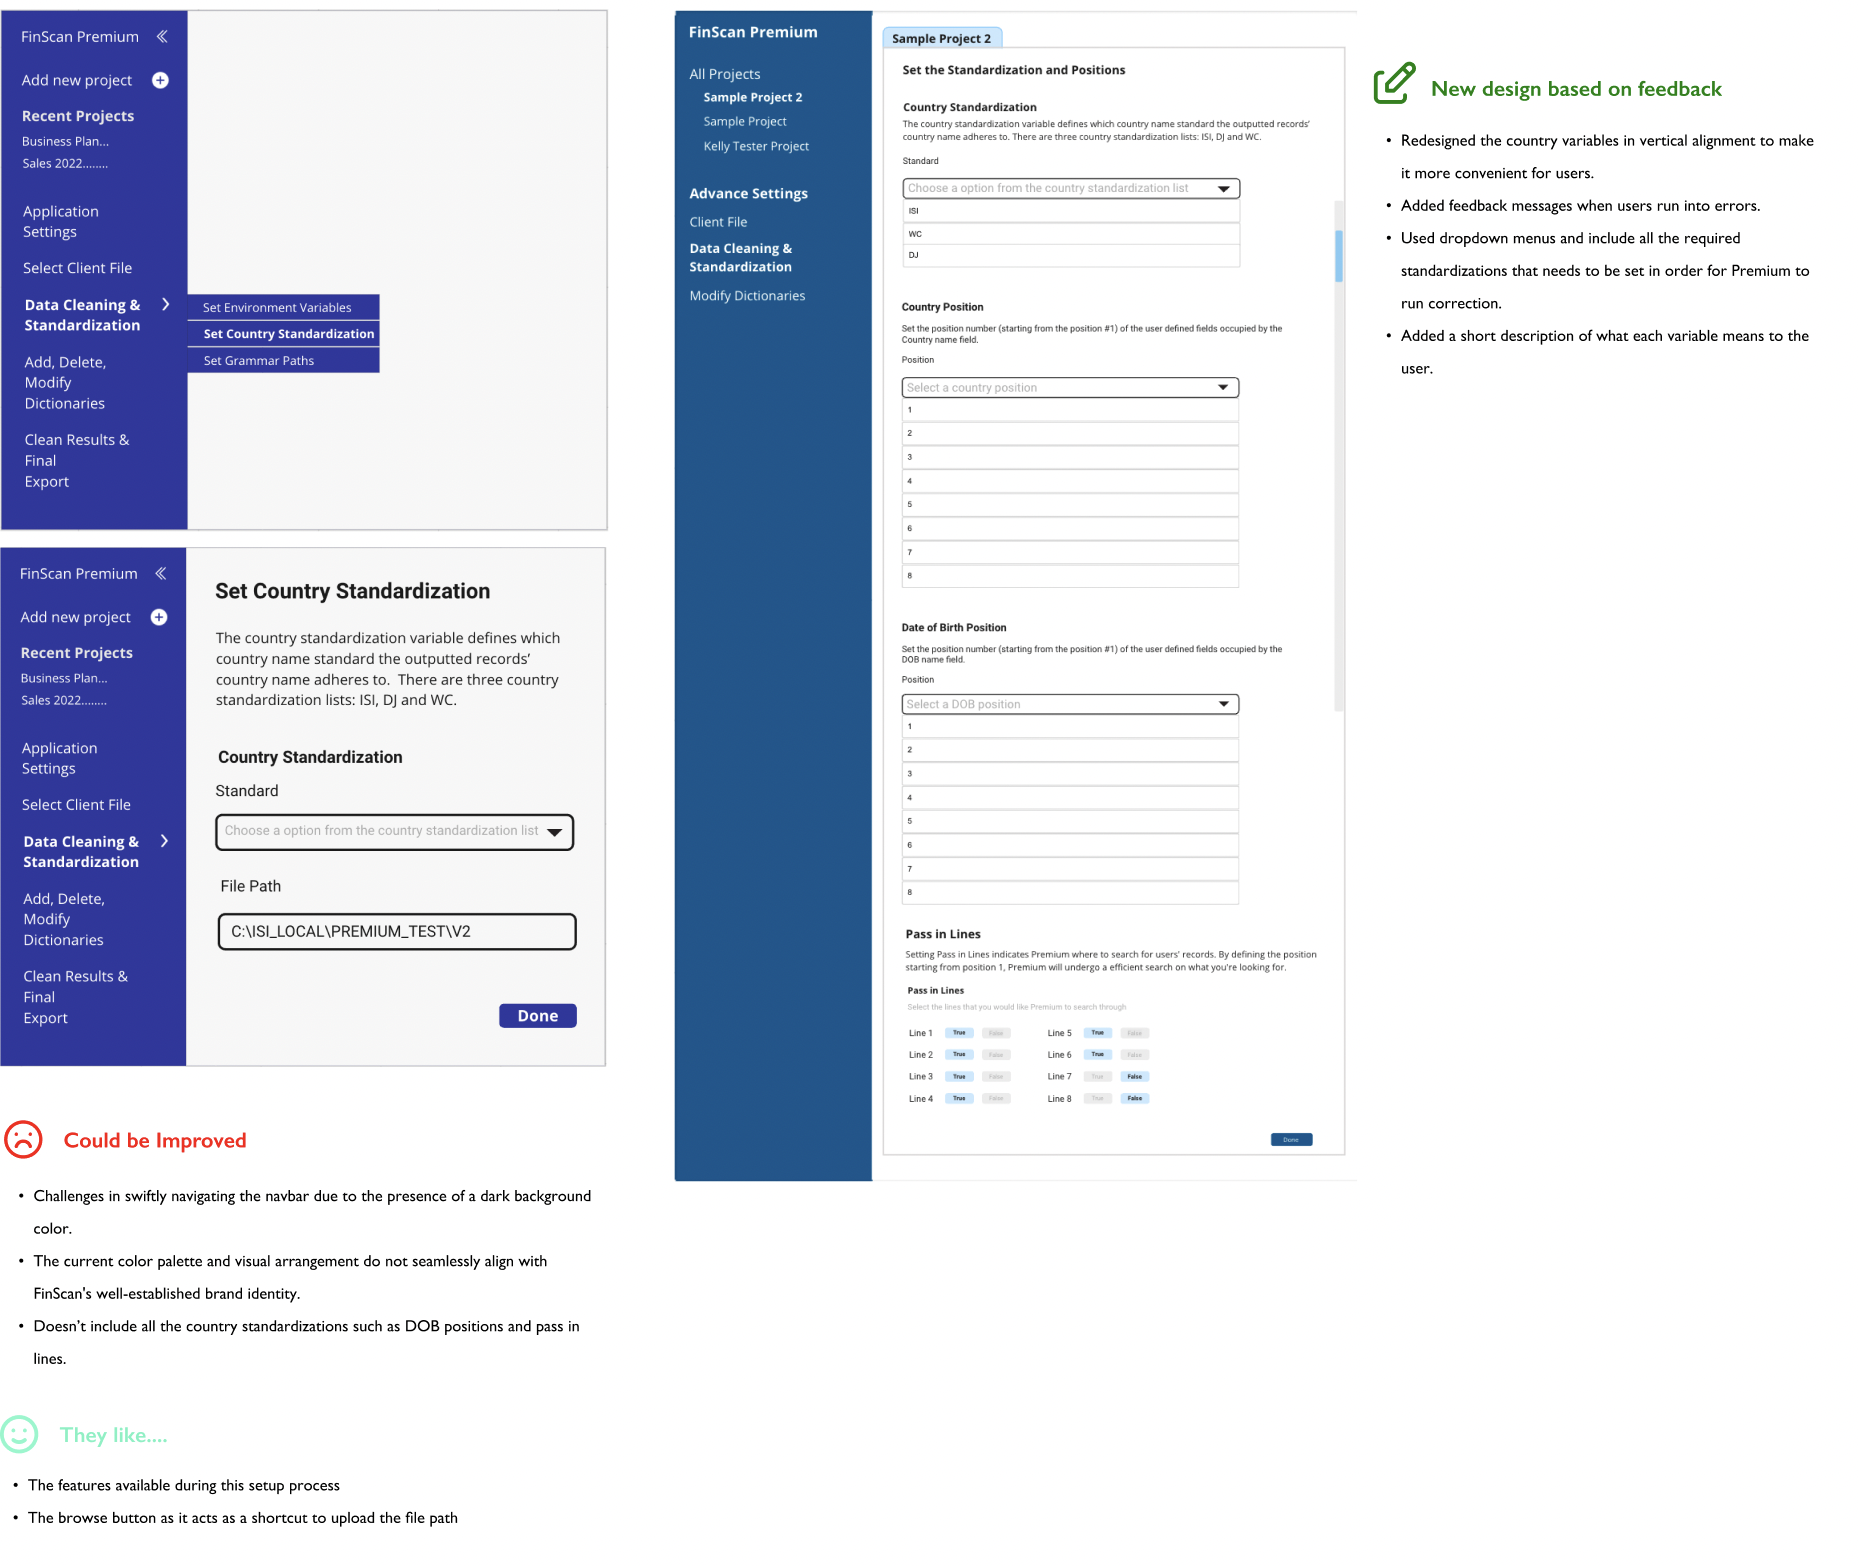 FinScan Premium
Add new project
Recent Projects
Business Plan...
Sales 2022........
Application
Settings
Select Client File
Data Cleaning &
Standardization
Add, Delete,
Modify
Dictionaries
Clean Results &
Final
Export
Set Environment Variables
Set Country Standardization
Set Grammar Paths
FinScan Premium
Add new project
Recent Projects
Business Plan...
Sales 2022........
Application
Settings
Select Client File
Data Cleaning &
Standardization
Add, Delete,
Modify
Dictionaries
Clean Results &
Final
Export
Set Country Standardization
The country standardization variable defines which
country name standard the outputted records’
country name adheres to.  There are three country
standardization lists: ISI, DJ and WC.
Country Standardization
Standard
Choose a option from the country standardization list
File Path
C:\ISI_LOCAL\PREMIUM_TEST\V2
Done
Could be Improved
• Challenges in swiftly navigating the navbar due to the presence of a dark background
color.
• The current color palette and visual arrangement do not seamlessly align with
FinScan's well-established brand identity.
• Doesn’t include all the country standardizations such as DOB positions and pass in
lines.
They like....
• The features available during this setup process
• The browse button as it acts as a shortcut to upload the file path
FinScan Premium
All Projects
Sample Project 2
Sample Project
Kelly Tester Project
Advance Settings
Client File
Data Cleaning &
Standardization
Modify Dictionaries
Sample Project 2
Set the Standardization and Positions
Country Standardization
The country standardization variable defines which country name standard the outputted records’
country name adheres to. There are three country standardization lists: ISI, DJ and WC.
Standard
Choose a option from the country standardization list
ISI
WC
DJ
Country Position
Set the position number (starting from the position #1) of the user defined fields occupied by the
Country name field.
Position
Select a country position
1
2
3
4
5
6
7
8
Date of Birth Position
Set the position number (starting from the position #1) of the user defined fields occupied by the
DOB name field.
Position
Select a DOB position
1
2
3
4
5
6
7
8
Pass in Lines
Setting Pass in Lines indicates Premium where to search for users’ records. By defining the position
starting from position 1, Premium will undergo a efficient search on what you're looking for.
Pass in Lines
Select the lines that you would like Premium to search through
Line 1 True False Line 5 True False
Line 2 True False Line 6 True False
Line 3 True False Line 7 True False
Line 4 True False Line 8 True False
Done
New design based on feedback
• Redesigned the country variables in vertical alignment to make
it more convenient for users.
• Added feedback messages when users run into errors.
• Used dropdown menus and include all the required
standardizations that needs to be set in order for Premium to
run correction.
• Added a short description of what each variable means to the
user.